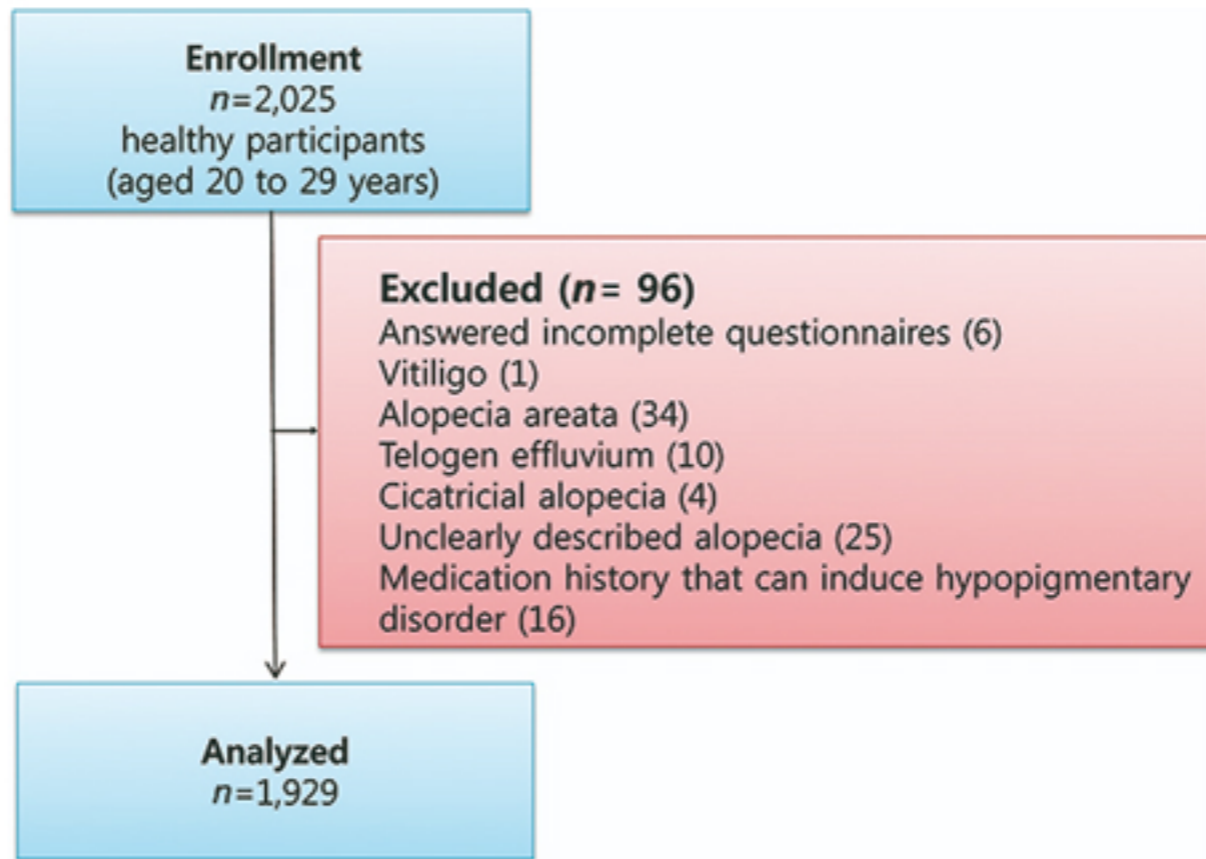 Enrollment
n=2,025
healthy participants
(aged 20 to 29 years)
Excluded (n= 96)
Answered incomplete questionnaires (6)
Vitiligo (1)
Alopecia areata (34)
Telogen effluvium (10)
Cicatricial alopecia (4)
Unclearly described alopecia (25)
Medication history that can induce hypopigmentary
disorder (16)
Analyzed
n=1,929